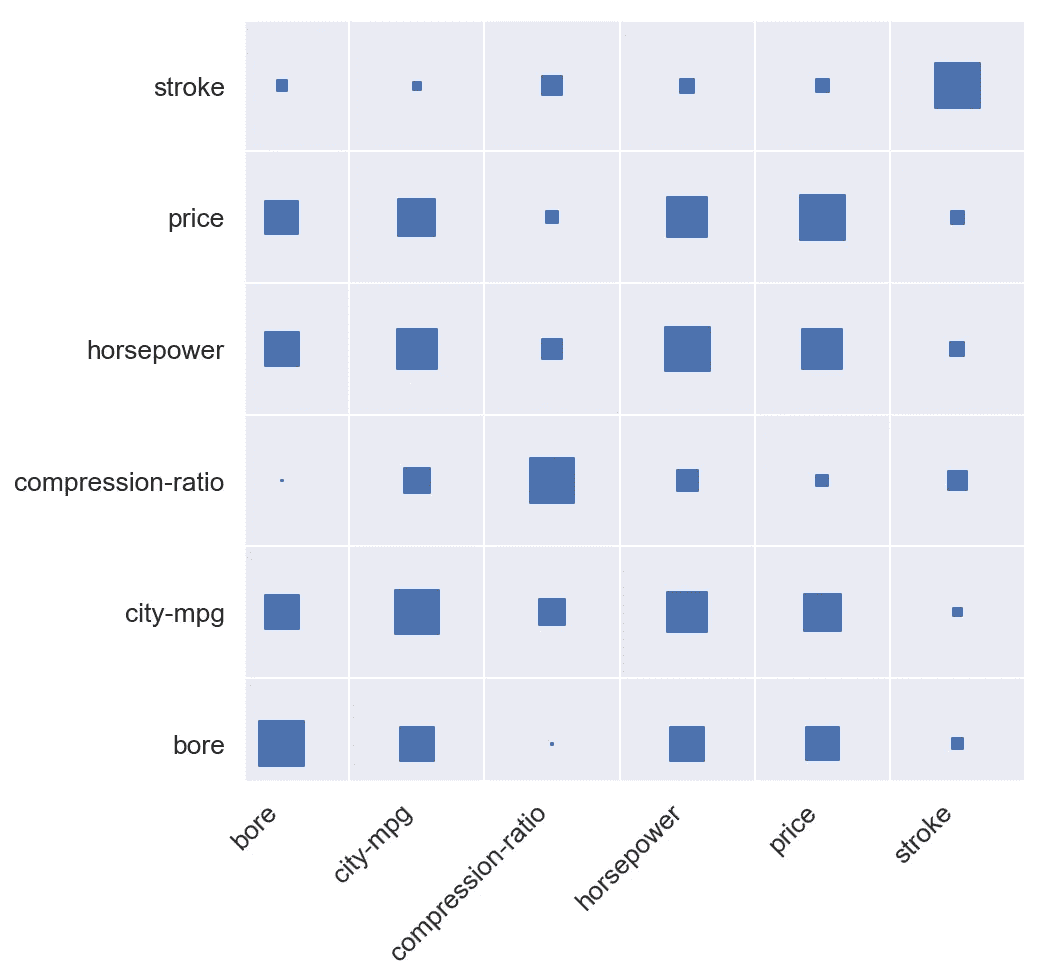 stroke
price
horsepower
compression-ratio
city-mpg
bore
bore
city-mpg
compression-ratio
horsepower
price
stroke